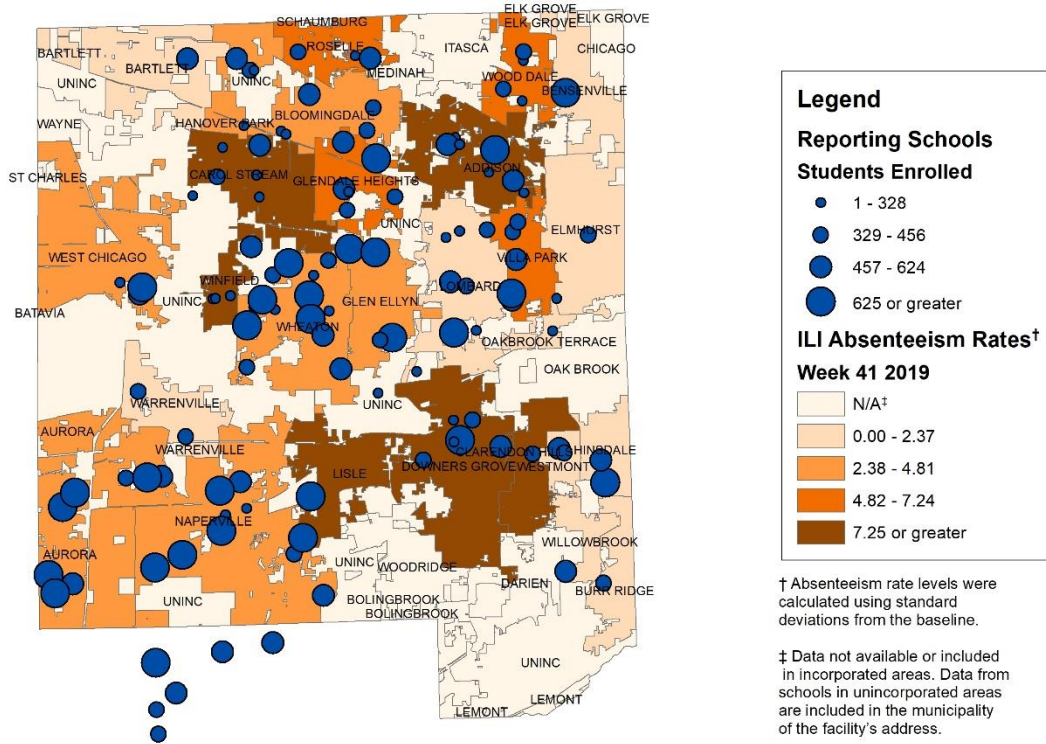 ELK GROVE
ELK GROVE
ELK GROVE
SCHAUMBURG
BARTLETT
ROSELLE
ITASCA
CHICAGO
BARTLETT
MEDINAH
UNINC
UNINC
WOOD DALE
BENSENVILLE
WAYNE
HANOVER PARK
BLOOMINGDALE
ST CHARLES
CAROL STREAM
GLENDALE HEIGHTS
ADDISON
UNINC
ELMHURST
WEST CHICAGO
VILLA PARK
WINFIELD
LOMBARD
UNINC
GLEN ELLYN
BATAVIA
WHEATON
OAKBROOK TERRACE
OAK BROOK
WARRENVILLE
UNINC
AURORA
WARRENVILLE
CLARENDON HILLS
HINSDALE
LISLE
DOWNERS GROVE
WESTMONT
NAPERVILLE
WILLOWBROOK
AURORA
UNINC
WOODRIDGE
DARIEN
BURR RIDGE
UNINC
BOLINGBROOK
BOLINGBROOK
UNINC
LEMONT
LEMONT
Legend
Reporting Schools
Students Enrolled
1 - 328
329 - 456
457 - 624
625 or greater
ILI Absenteeism Rates†
Week 41 2019
N/A‡
0.00 - 2.37
2.38 - 4.81
4.82 - 7.24
7.25 or greater
† Absenteeism rate levels were
calculated using standard
deviations from the baseline.
‡ Data not available or included
in incorporated areas. Data from
schools in unincorporated areas
are included in the municipality
of the facility's address.